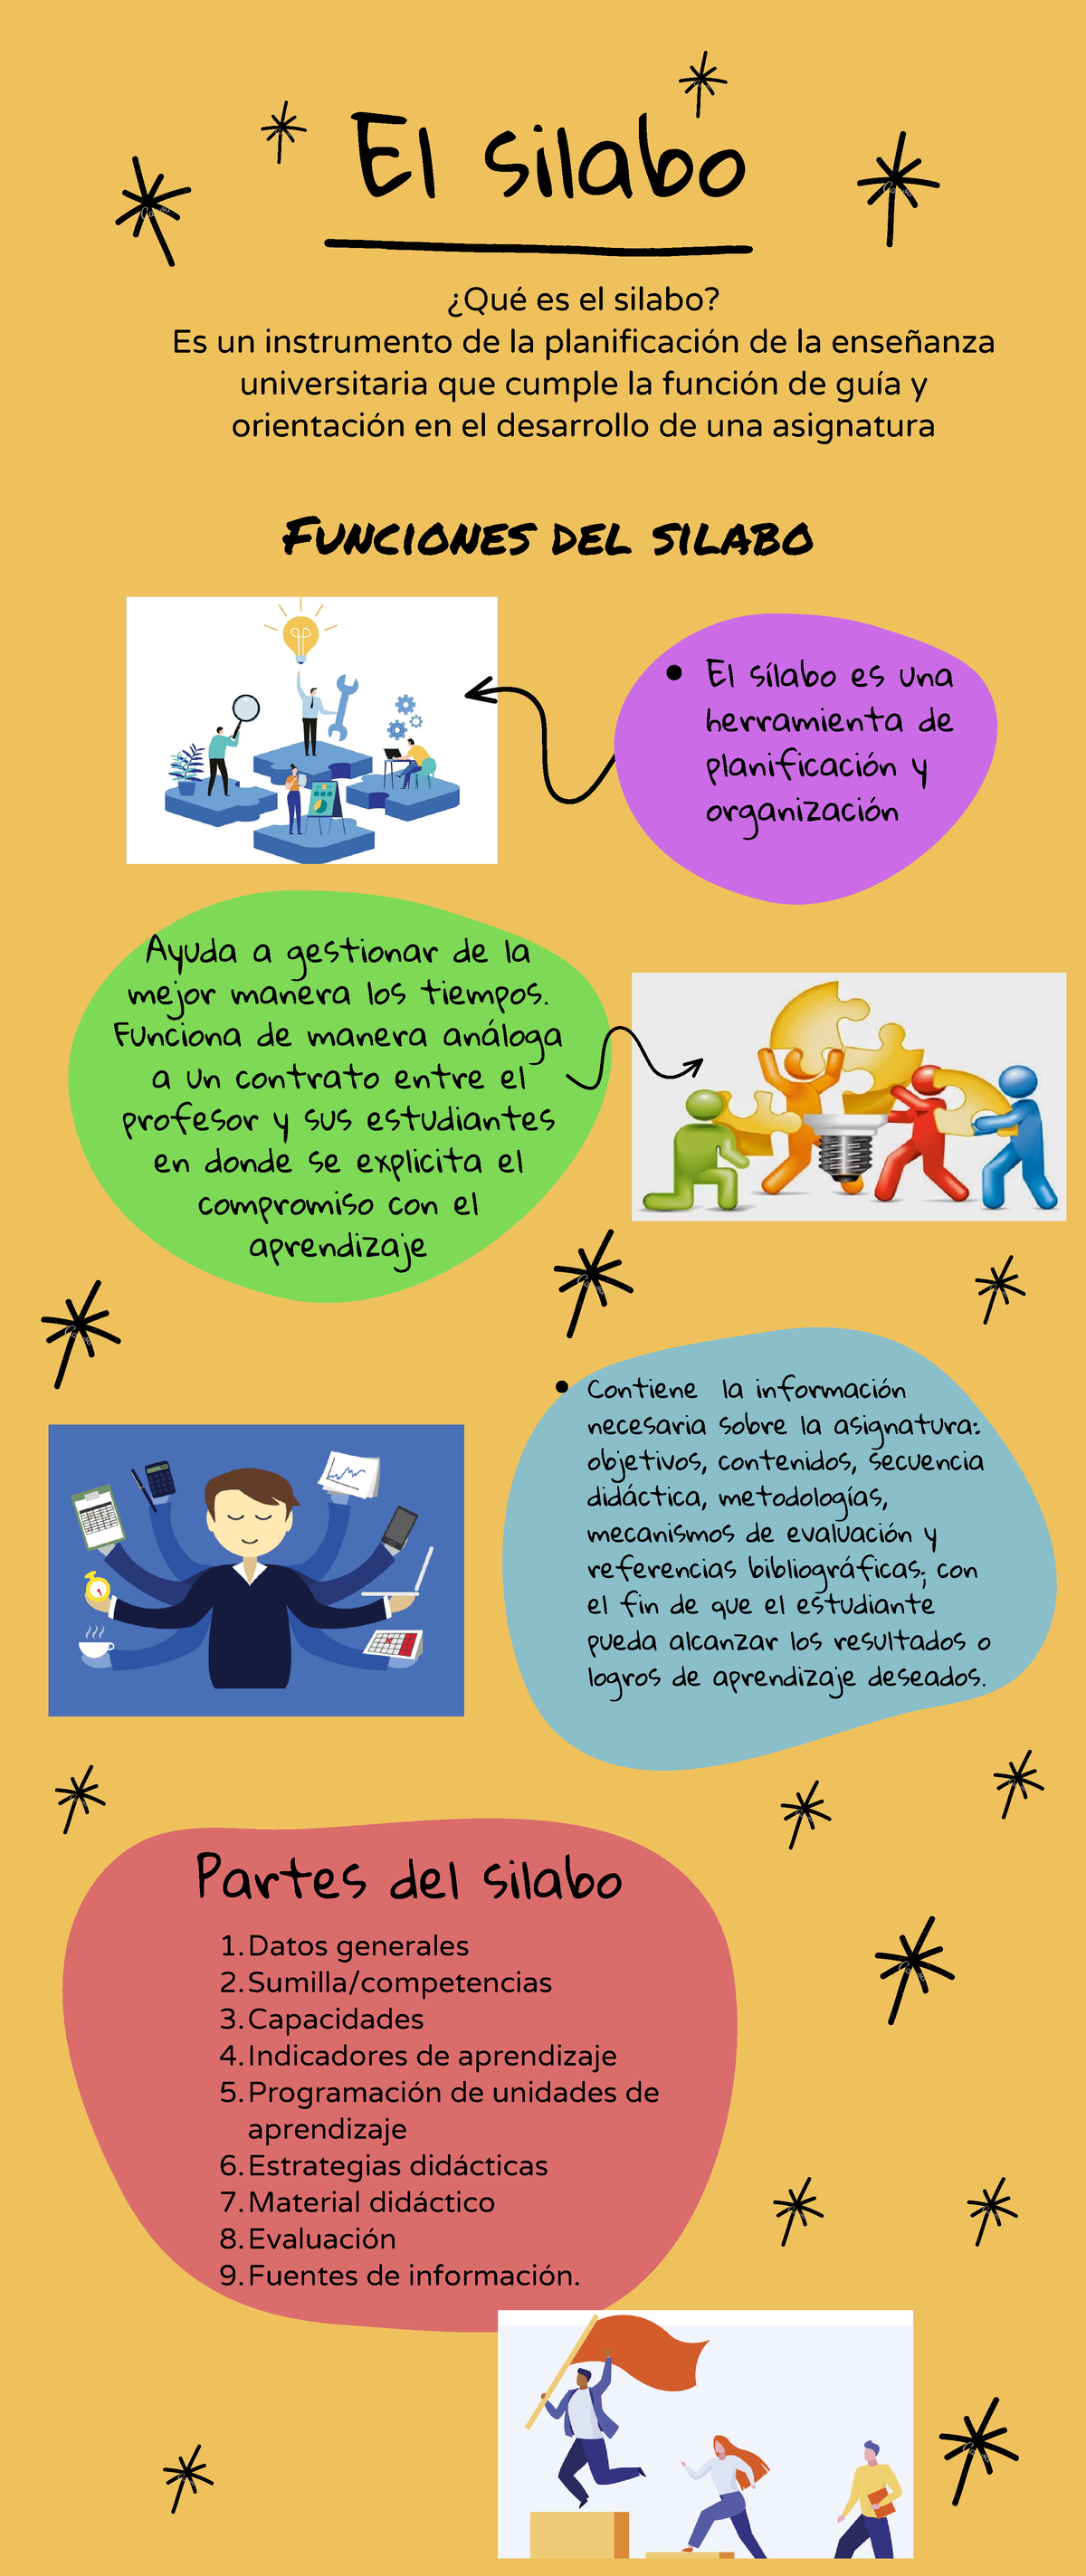 El silabo
¿Qué es el silabo?
Es un instrumento de la planificación de la enseñanza
universitaria que cumple la función de guía y
orientación en el desarrollo de una asignatura
Funciones del silabo
• El sílabo es una
herramienta de
planificación y
organización
Ayuda a gestionar de la
mejor manera los tiempos.
Funciona de manera análoga
a un contrato entre el
profesor y sus estudiantes
en donde se explicita el
compromiso con el
aprendizaje
• Contiene la información
necesaria sobre la asignatura:
objetivos, contenidos, secuencia
didáctica, metodologías,
mecanismos de evaluación y
referencias bibliográficas; con
el fin de que el estudiante
pueda alcanzar los resultados o
logros de aprendizaje deseados.
Partes del silabo
1. Datos generales
2. Sumilla/competencias
3. Capacidades
4. Indicadores de aprendizaje
5. Programación de unidades de
aprendizaje
6. Estrategias didácticas
7. Material didáctico
8. Evaluación
9. Fuentes de información.